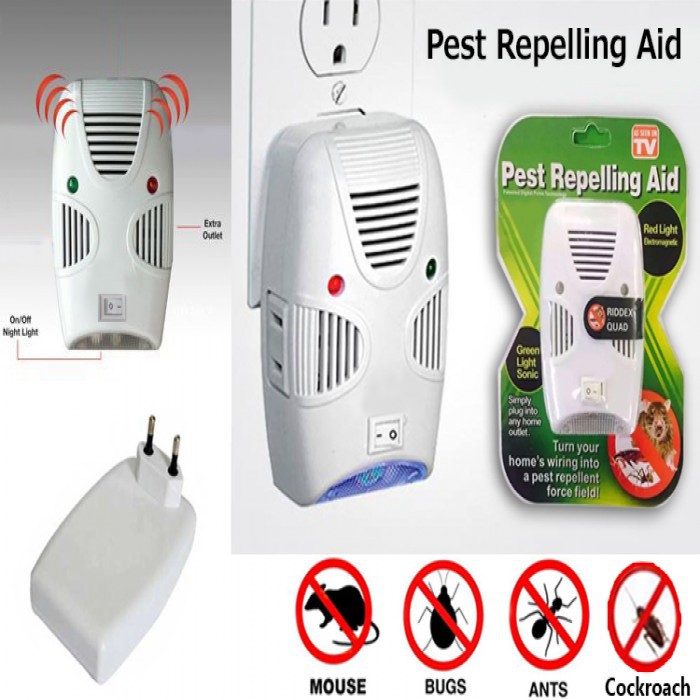 Pest Repelling Aid
Extra
Outlet
On/Off
Night Light
AS SEEN ON
TV
Pest Repelling Aid
Red Light
Electromagnetic
RIDDEX
QUAD
Green
Light
Sonic
Simply
plug into
any home
outlet.
Turn your
home's wiring into
a pest repellent
force field!
MOUSE
BUGS
ANTS
Cockroach